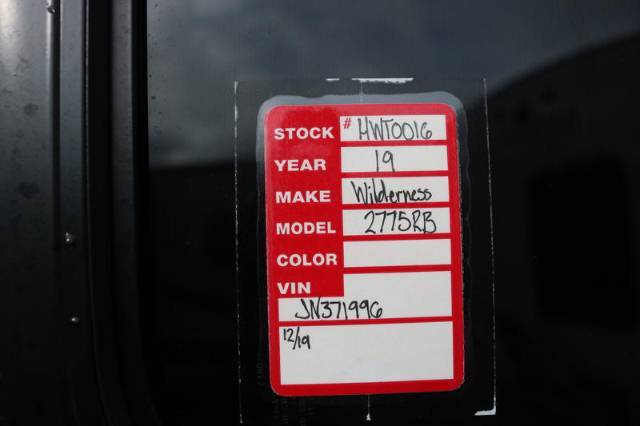 STOCK # HWT0016
YEAR 19
MAKE Wilderness
MODEL 2775RB
COLOR
VIN
JN371996
12/19